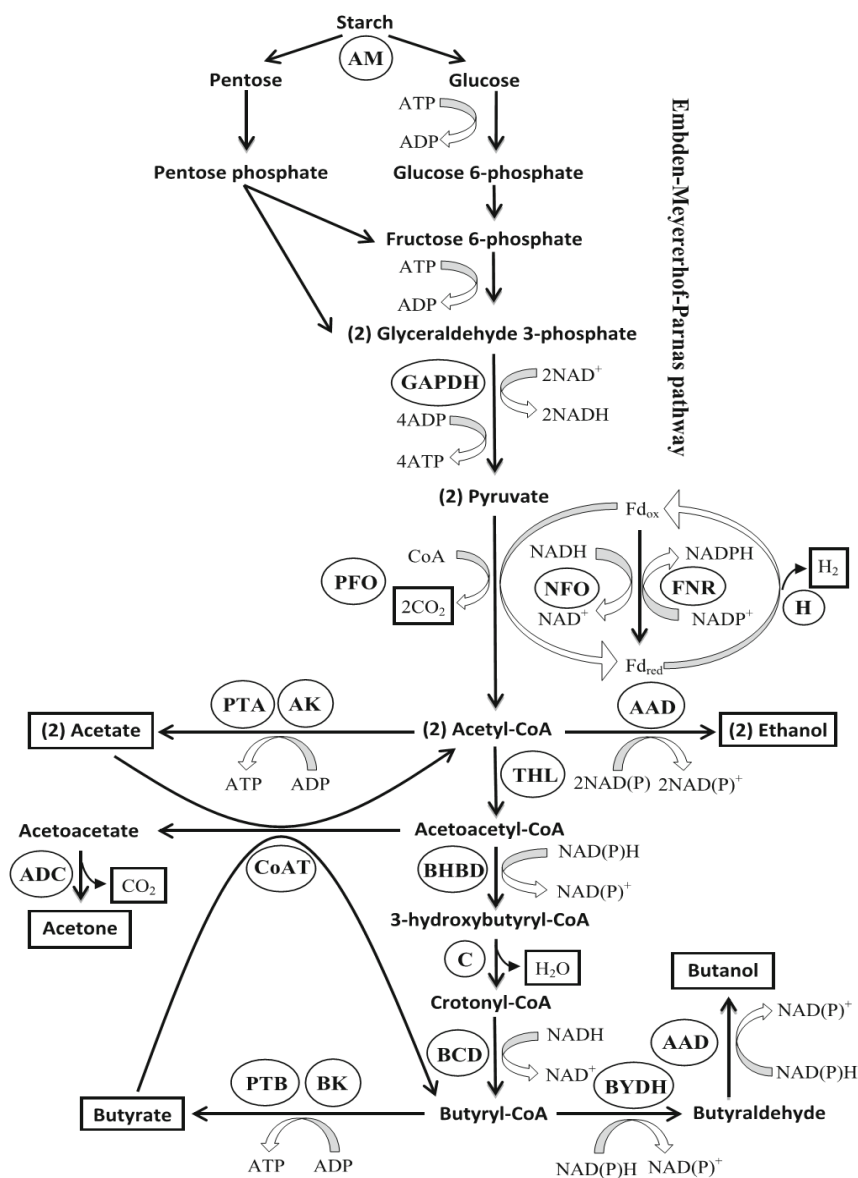 Starch
AM
Pentose
Glucose
ATP
ADP
Pentose phosphate
Glucose 6-phosphate
Fructose 6-phosphate
ATP
ADP
(2) Glyceraldehyde 3-phosphate
Embden-Meyererhof-Parnas pathway
GAPDH
2NAD⁺
2NADH
4ADP
4ATP
(2) Pyruvate
Fdₒₓ
CoA
NADH
NADPH
H₂
PFO
NFO
FNR
H
2CO₂
NAD⁺
NADP⁺
Fd_red
PTA
AK
AAD
(2) Acetate
(2) Acetyl-CoA
(2) Ethanol
ATP
ADP
THL
2NAD(P)
2NAD(P)⁺
Acetoacetate
Acetoacetyl-CoA
ADC
CO₂
CoAT
BHBD
NAD(P)H
NAD(P)⁺
Acetone
3-hydroxybutyryl-CoA
C
H₂O
Butanol
Crotonyl-CoA
BCD
NADH
NAD⁺
AAD
NAD(P)⁺
NAD(P)H
PTB
BK
BYDH
Butyrate
Butyryl-CoA
Butyraldehyde
ATP
ADP
NAD(P)H
NAD(P)⁺